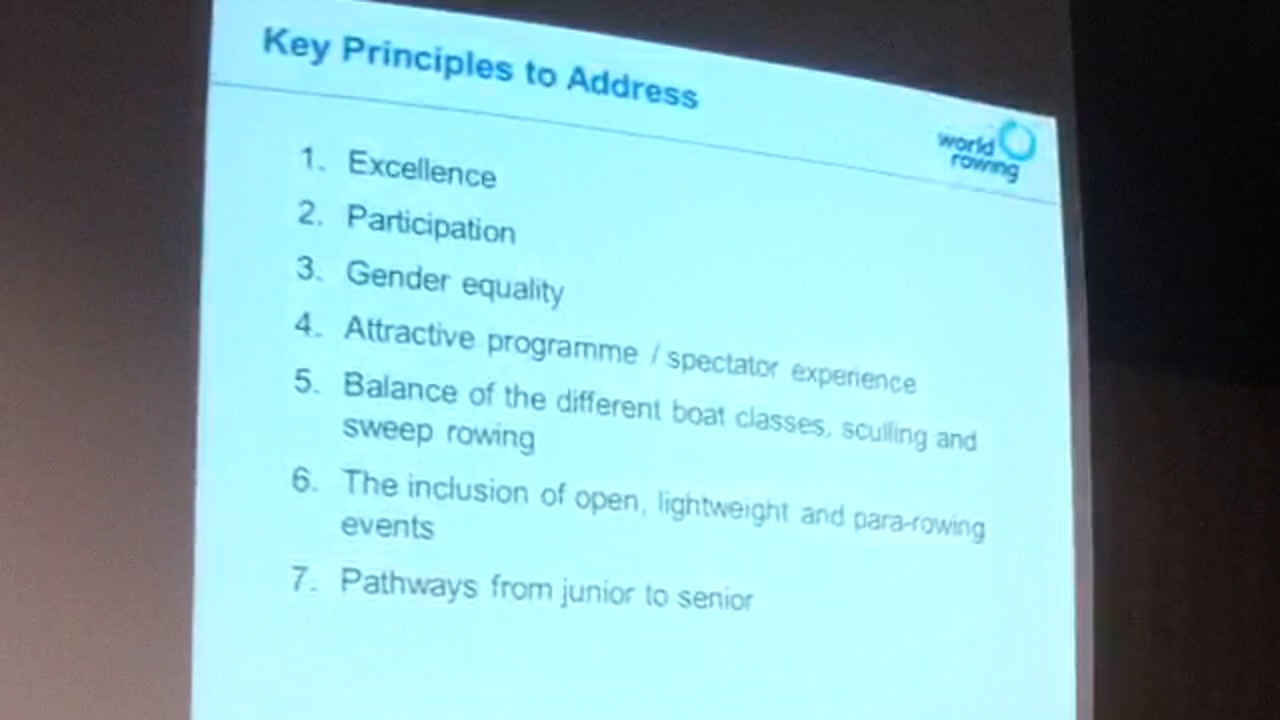 Key Principles to Address
world
rowing
1. Excellence
2. Participation
3. Gender equality
4. Attractive programme / spectator experience
5. Balance of the different boat classes, sculling and
sweep rowing
6. The inclusion of open, lightweight and para-rowing
events
7. Pathways from junior to senior